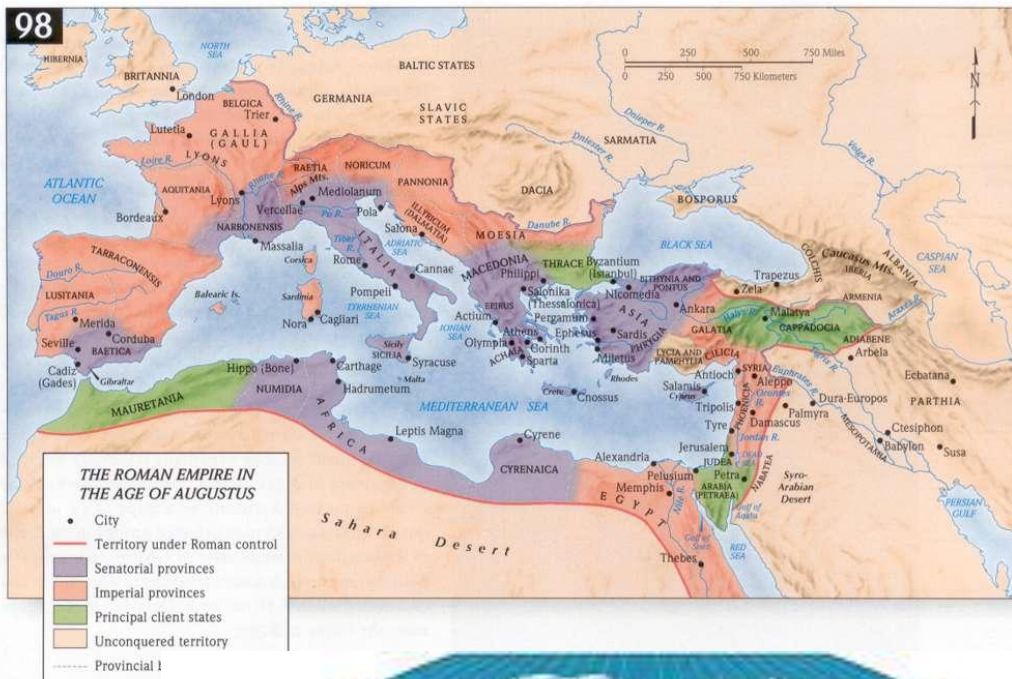 98
NORTH
SEA
HIBERNIA
BRITANNIA
London
BALTIC STATES
0 250 500 750 Miles
0 250 500 750 Kilometers
N
BELGICA
Trier
Rhine R.
GERMANIA
SLAVIC
STATES
Dnieper R.
Dniester R.
SARMATIA
Volga R.
Lutetia
GALLIA
(GAUL)
LYONS
Loire R.
ATLANTIC
OCEAN
AQUITANIA
Bordeaux
Lyons
Rhone R.
RAETIA
NORICUM
Alps Mts.
PANNONIA
Mediolanum
Vercellae
Po R.
Pola
NARBONENSIS
Massalia
DACIA
BOSPORUS
ILLYRICUM
(DALMATIA)
Salona
ADRIATIC
SEA
Danube R.
MOESIA
BLACK SEA
Caucasus Mts.
COLCHIS
IBERIA
ALBANIA
CASPIAN
SEA
TARRACONENSIS
Douro R.
LUSITANIA
Tagus R.
Merida
Corduba
Seville
BAETICA
Cadiz
(Gades)
Gibraltar
Balearic Is.
Corsica
Sardinia
Nora
Cagliari
Tiber
R.
ITALIA
Rome
Cannae
Pompeii
TYRRHENIAN
SEA
MACEDONIA
THRACE
Byzantium
(Istanbul)
Philippi
Salonika
(Thessalonica)
EPIRUS
Actium
IONIAN
SEA
Olympia
Athens
Corinth
ACHAIA
Sparta
BITHYNIA AND
PONTUS
Nicomedia
Pergamum
ASIA
Ephesus
Sardis
PHRYGIA
Miletus
Ankara
Zela
Trapezus
ARMENIA
Araxes R.
Halys R.
Malatya
GALATIA
CAPPADOCIA
LYCIA AND
PAMPHYLIA
CILICIA
ADIABENE
Arbela
Tigris R.
Sicily
SICILIA
Syracuse
Malta
Rhodes
Crete
Cnossus
Salamis
Cyprus
Antioch
SYRIA
Aleppo
Orontes
R.
Euphrates R.
Dura-Europos
Palmyra
Ecbatana
PARTHIA
MESOPOTAMIA
Ctesiphon
Babylon
Susa
MAURETANIA
Hippo (Bone)
Carthage
NUMIDIA
Hadrumetum
AFRICA
MEDITERRANEAN SEA
Leptis Magna
Cyrene
CYRENAICA
Tripolis
PHOENICIA
Damascus
Tyre
Jordan R.
Jerusalem
JUDEA
DEAD
SEA
Alexandria
Pelusium
Memphis
Nile R.
EGYPT
Petra
ARABIA
(PETRAEA)
NABATEA
Syro-
Arabian
Desert
Gulf of
Aqaba
Gulf of
Suez
RED
SEA
Thebes
PERSIAN
GULF
Sahara Desert
THE ROMAN EMPIRE IN
THE AGE OF AUGUSTUS
City
Territory under Roman control
Senatorial provinces
Imperial provinces
Principal client states
Unconquered territory
Provincial